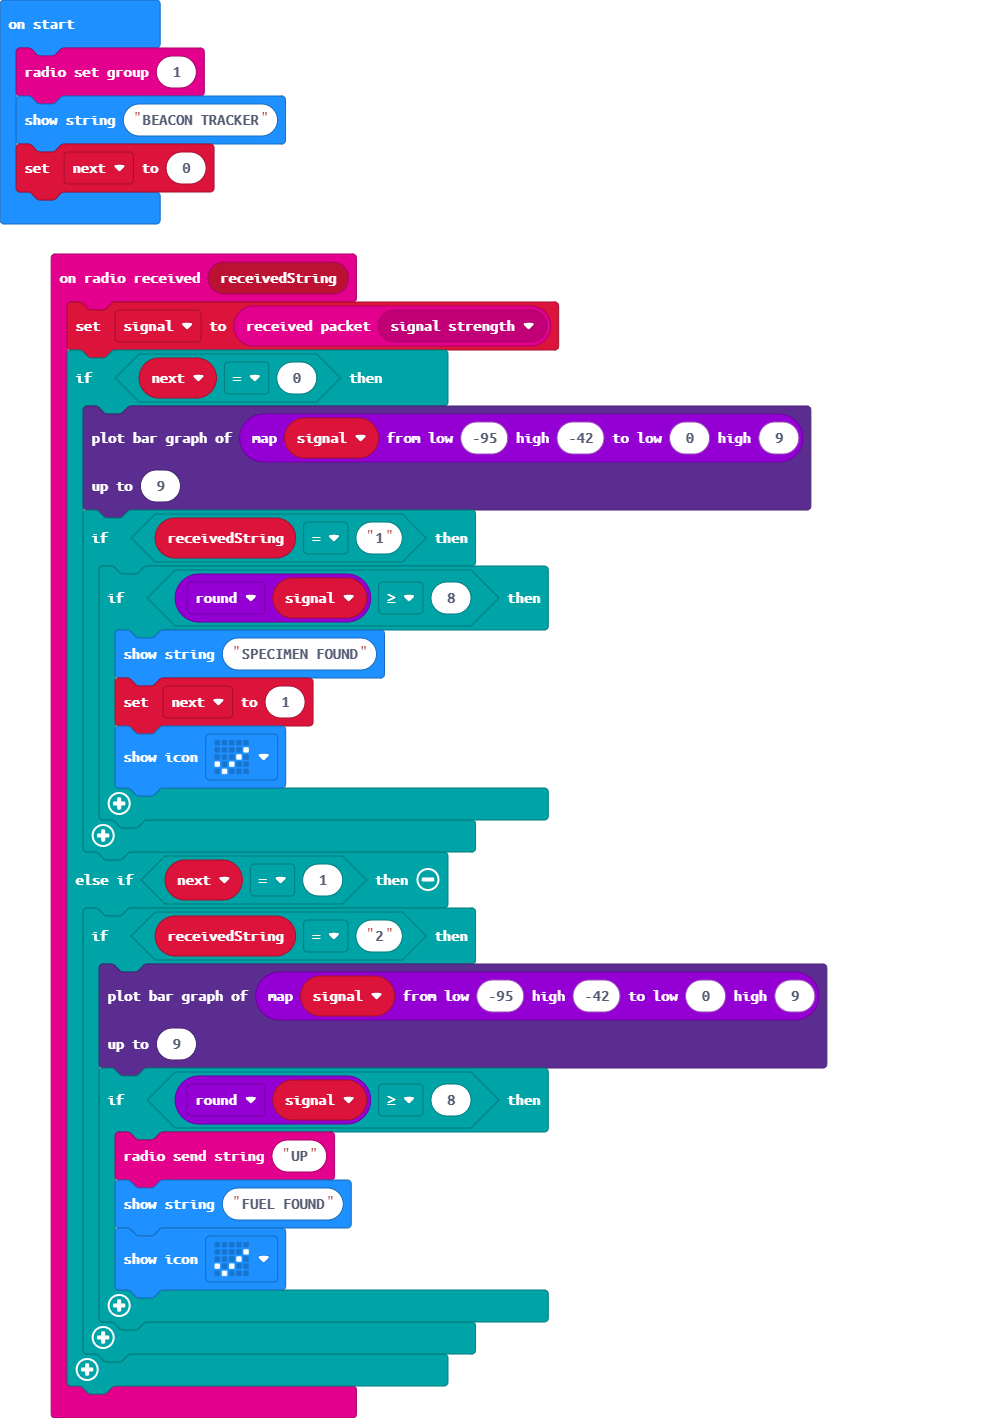 on start
radio set group 1
show string "BEACON TRACKER"
set next to 0
on radio received receivedString
set signal to received packet signal strength
if next = 0 then
plot bar graph of map signal from low -95 high -42 to low 0 high 9
up to 9
if receivedString = "1" then
if round signal ≥ 8 then
show string "SPECIMEN FOUND"
set next to 1
show icon
else if next = 1 then
if receivedString = "2" then
plot bar graph of map signal from low -95 high -42 to low 0 high 9
up to 9
if round signal ≥ 8 then
radio send string "UP"
show string "FUEL FOUND"
show icon